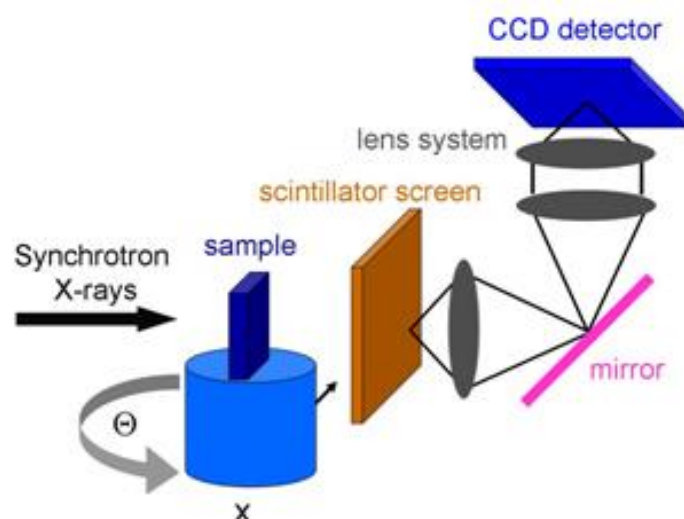 CCD detector
lens system
scintillator screen
sample
Synchrotron
X-rays
mirror
Θ
x